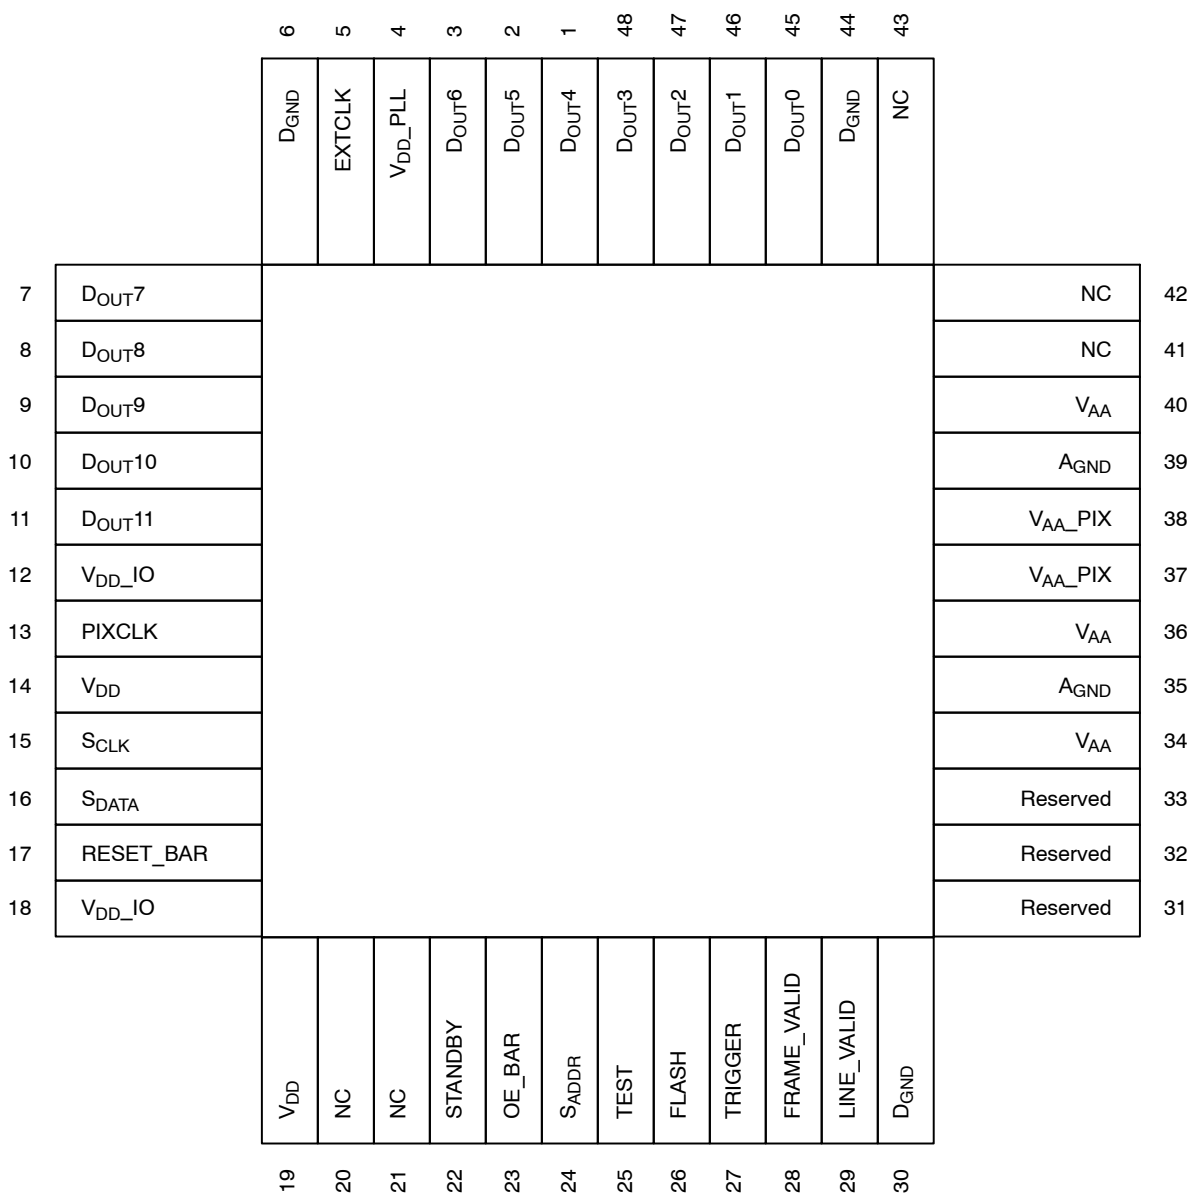 6 5 4 3 2 1 48 47 46 45 44 43
DGND EXTCLK VDD_PLL DOUT6 DOUT5 DOUT4 DOUT3 DOUT2 DOUT1 DOUT0 DGND NC
7 DOUT7 NC 42
8 DOUT8 NC 41
9 DOUT9 VAA 40
10 DOUT10 AGND 39
11 DOUT11 VAA_PIX 38
12 VDD_IO VAA_PIX 37
13 PIXCLK VAA 36
14 VDD AGND 35
15 SCLK VAA 34
16 SDATA Reserved 33
17 RESET_BAR Reserved 32
18 VDD_IO Reserved 31
VDD NC NC STANDBY OE_BAR SADDR TEST FLASH TRIGGER FRAME_VALID LINE_VALID DGND
19 20 21 22 23 24 25 26 27 28 29 30